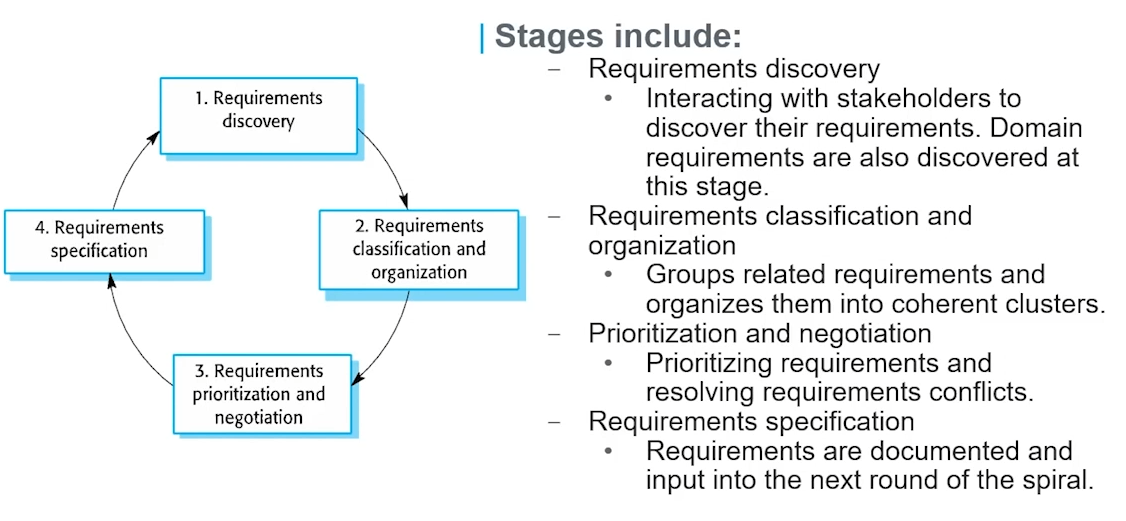 1. Requirements
discovery
2. Requirements
classification and
organization
3. Requirements
prioritization and
negotiation
4. Requirements
specification
Stages include:
– Requirements discovery
• Interacting with stakeholders to
discover their requirements. Domain
requirements are also discovered at
this stage.
– Requirements classification and
organization
• Groups related requirements and
organizes them into coherent clusters.
– Prioritization and negotiation
• Prioritizing requirements and
resolving requirements conflicts.
– Requirements specification
• Requirements are documented and
input into the next round of the spiral.